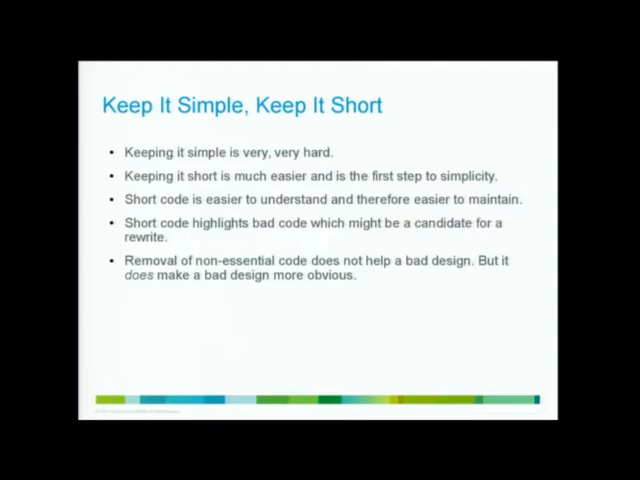 Keep It Simple, Keep It Short
• Keeping it simple is very, very hard.
• Keeping it short is much easier and is the first step to simplicity.
• Short code is easier to understand and therefore easier to maintain.
• Short code highlights bad code which might be a candidate for a
rewrite.
• Removal of non-essential code does not help a bad design. But it
does make a bad design more obvious.